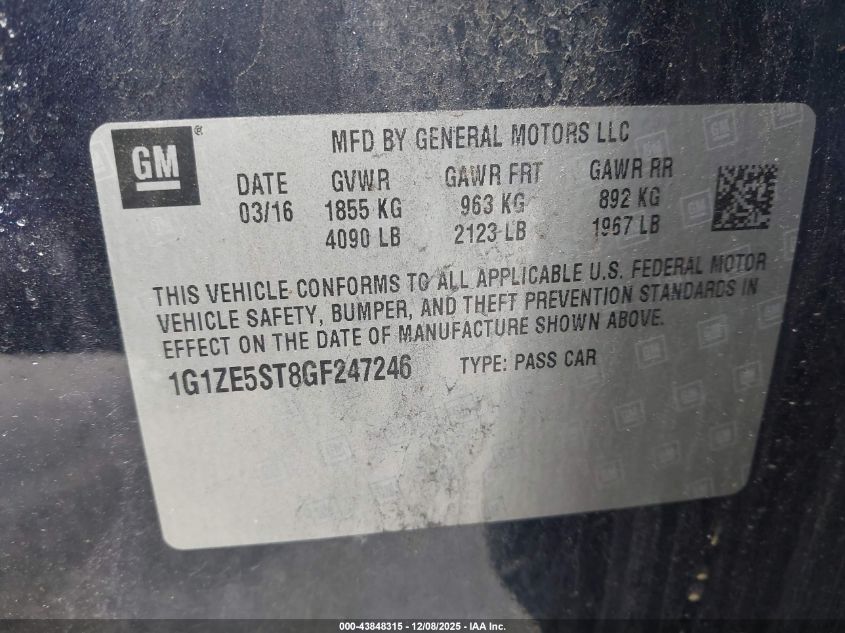 GM®
MFD BY GENERAL MOTORS LLC
DATE GVWR GAWR FRT GAWR RR
03/16 1855 KG 963 KG 892 KG
4090 LB 2123 LB 1967 LB
THIS VEHICLE CONFORMS TO ALL APPLICABLE U.S. FEDERAL MOTOR
VEHICLE SAFETY, BUMPER, AND THEFT PREVENTION STANDARDS IN
EFFECT ON THE DATE OF MANUFACTURE SHOWN ABOVE.
1G1ZE5ST8GF247246 TYPE: PASS CAR
000-43848315 - 12/08/2025 - IAA Inc.